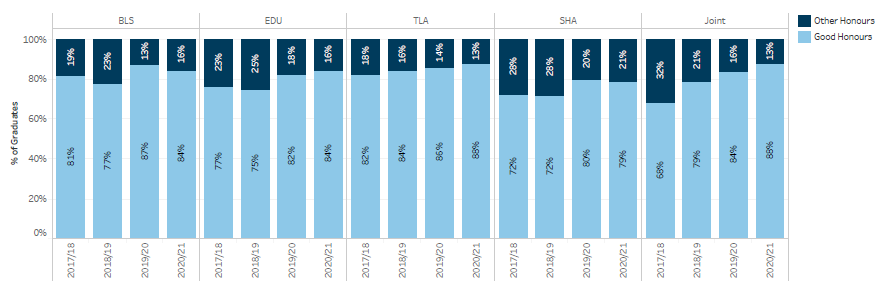 BLS EDU TLA SHA Joint
Other Honours
Good Honours
% of Graduates
100%
80%
60%
40%
20%
0%
19% 23% 13% 16% 23% 25% 18% 16% 18% 16% 14% 13% 28% 28% 20% 21% 32% 21% 16% 13%
81% 77% 87% 84% 77% 75% 82% 84% 82% 84% 86% 88% 72% 72% 80% 79% 68% 79% 84% 88%
2017/18 2018/19 2019/20 2020/21 2017/18 2018/19 2019/20 2020/21 2017/18 2018/19 2019/20 2020/21 2017/18 2018/19 2019/20 2020/21 2017/18 2018/19 2019/20 2020/21